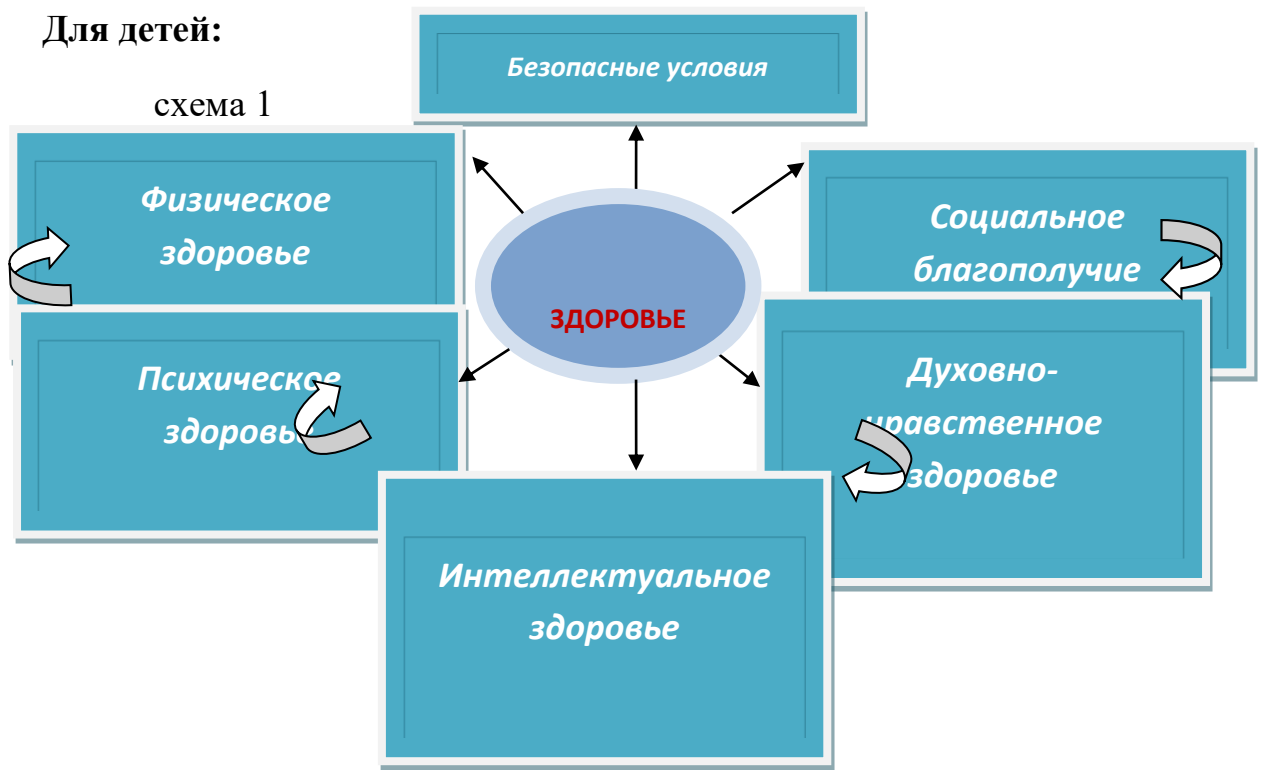 Для детей:
схема 1
Безопасные условия
Физическое
здоровье
Социальное
благополучие
ЗДОРОВЬЕ
Психическое
здоровье
Духовно-
нравственное
здоровье
Интеллектуальное
здоровье